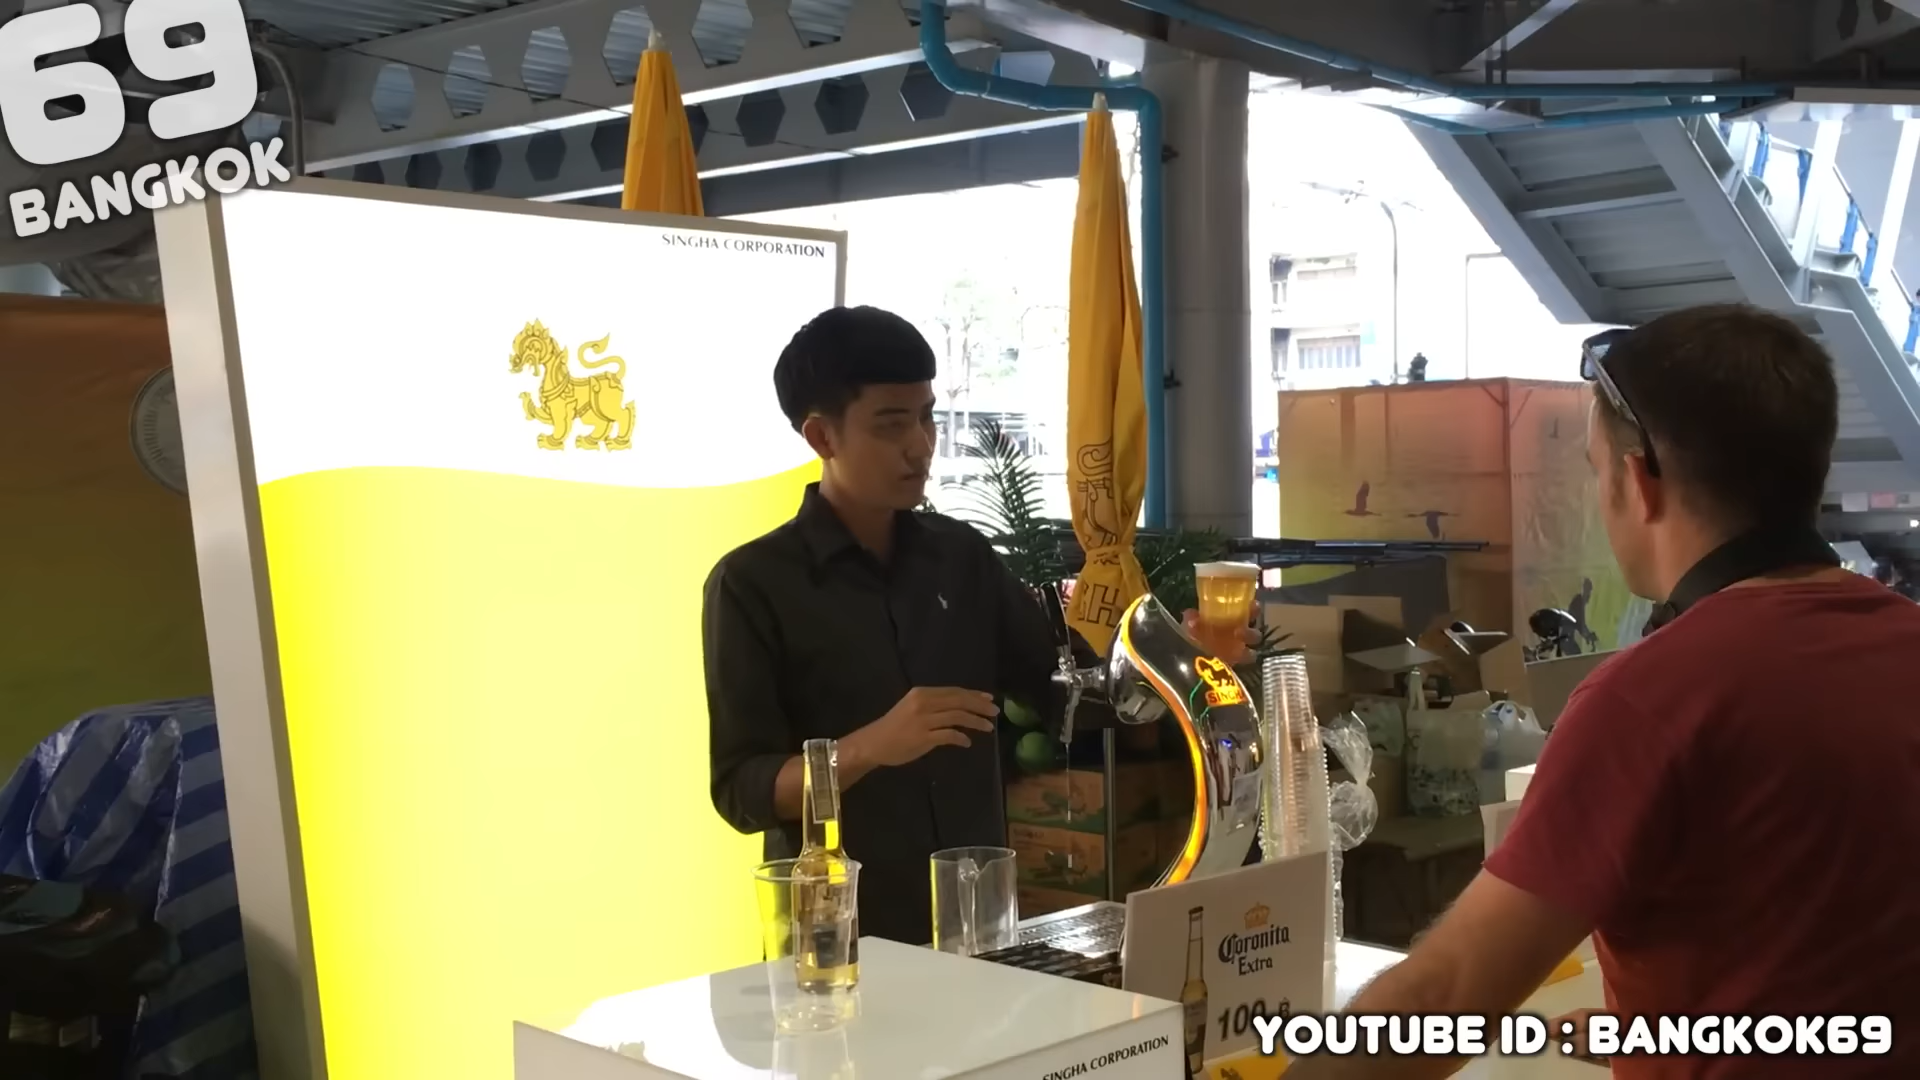 69
BANGKOK
SINGHA CORPORATION
SINGHA
Coronita
Extra
100 ฿
SINGHA CORPORATION
YOUTUBE ID : BANGKOK69